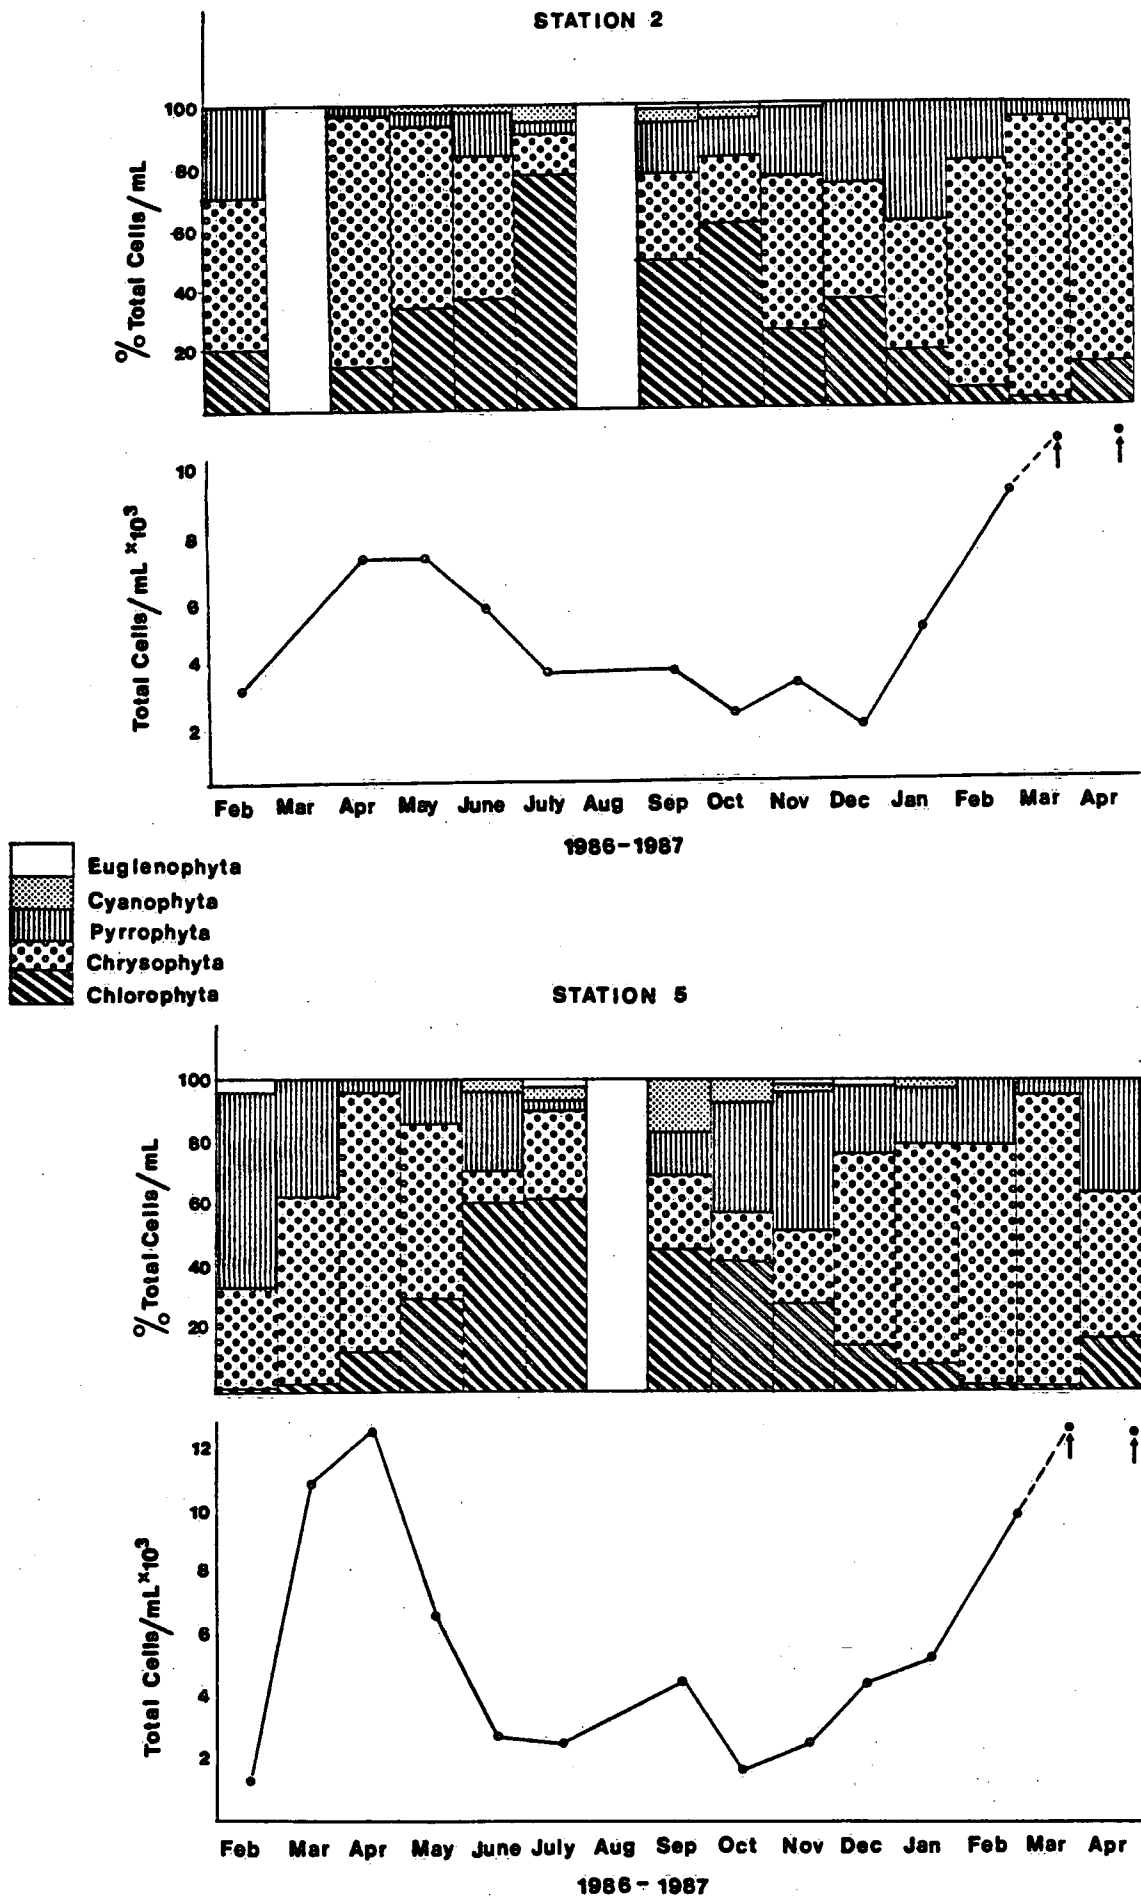 STATION 2
% Total Cells/mL
100
80
60
40
20
Total Cells/mL ×10³
10
8
6
4
2
Feb Mar Apr May June July Aug Sep Oct Nov Dec Jan Feb Mar Apr
1986-1987
Euglenophyta
Cyanophyta
Pyrrophyta
Chrysophyta
Chlorophyta
STATION 5
% Total Cells/mL
100
80
60
40
20
Total Cells/mL ×10³
12
10
8
6
4
2
Feb Mar Apr May June July Aug Sep Oct Nov Dec Jan Feb Mar Apr
1986-1987